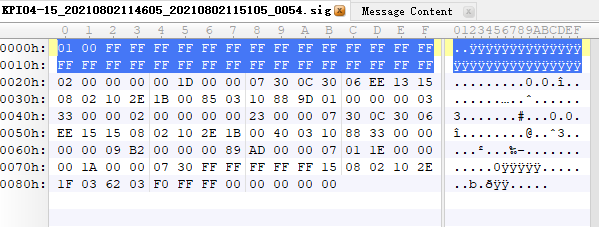 KPI04-15_20210802114605_20210802115105_0054.sig Message Content
0 1 2 3 4 5 6 7 8 9 A B C D E F 0123456789ABCDEF
0000h: 01 00 FF FF FF FF FF FF FF FF FF FF FF FF FF FF ..ÿÿÿÿÿÿÿÿÿÿÿÿÿÿ
0010h: FF FF FF FF FF FF FF FF FF FF FF FF FF FF FF FF ÿÿÿÿÿÿÿÿÿÿÿÿÿÿÿÿ
0020h: 02 00 00 00 00 1D 00 00 07 30 0C 30 06 EE 13 15 .........0.0.î..
0030h: 08 02 10 2E 1B 00 85 03 10 88 9D 01 00 00 00 03 .......…..ˆ......
0040h: 33 00 00 02 00 00 00 00 23 00 00 07 30 0C 30 06 3.......#...0.0.
0050h: EE 15 15 08 02 10 2E 1B 00 40 03 10 88 33 00 00 î........@..ˆ3..
0060h: 00 00 09 B2 00 00 00 89 AD 00 00 07 01 1E 00 00 ...²...‰-.......
0070h: 00 1A 00 00 07 30 FF FF FF FF FF 15 08 02 10 2E .....0ÿÿÿÿÿ.....
0080h: 1F 03 62 03 F0 FF FF 00 00 00 00 00 ..b.ðÿÿ.....